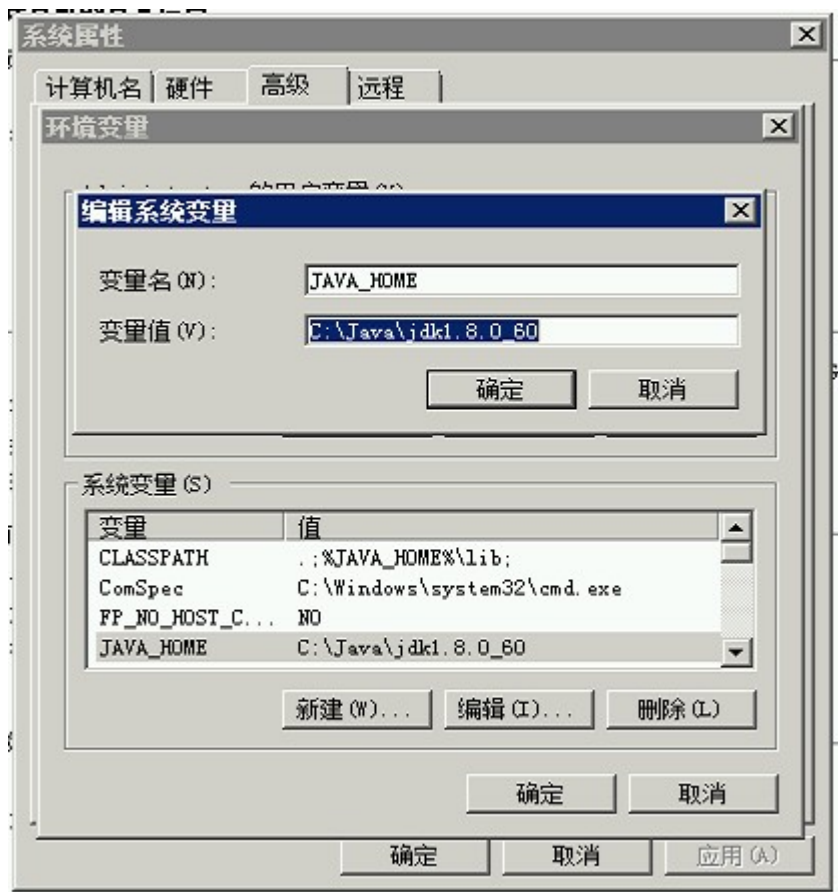 系统属性
计算机名 硬件 高级 远程
环境变量
编辑系统变量
变量名(N): JAVA_HOME
变量值(V): C:\Java\jdk1.8.0_60
确定 取消
系统变量(S)
变量 值
CLASSPATH .;%JAVA_HOME%\lib;
ComSpec C:\Windows\system32\cmd.exe
FP_NO_HOST_C... NO
JAVA_HOME C:\Java\jdk1.8.0_60
新建(W)... 编辑(I)... 删除(L)
确定 取消
确定 取消 应用(A)